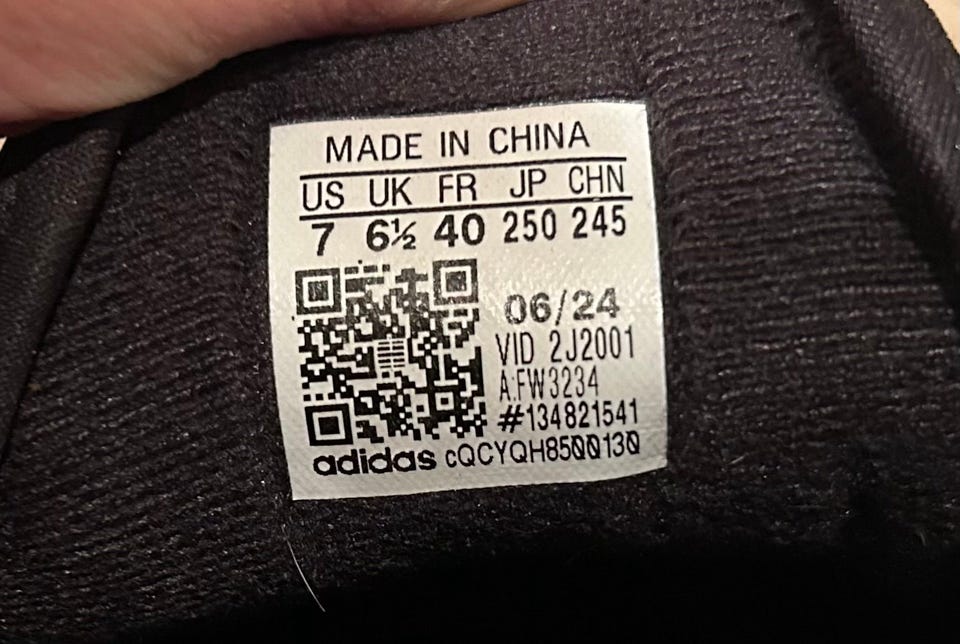 MADE IN CHINA
US UK FR JP CHN
7 6½ 40 250 245
06/24
VID 2J2001
A:FW3234
#134821541
adidas cQCYQH8500130